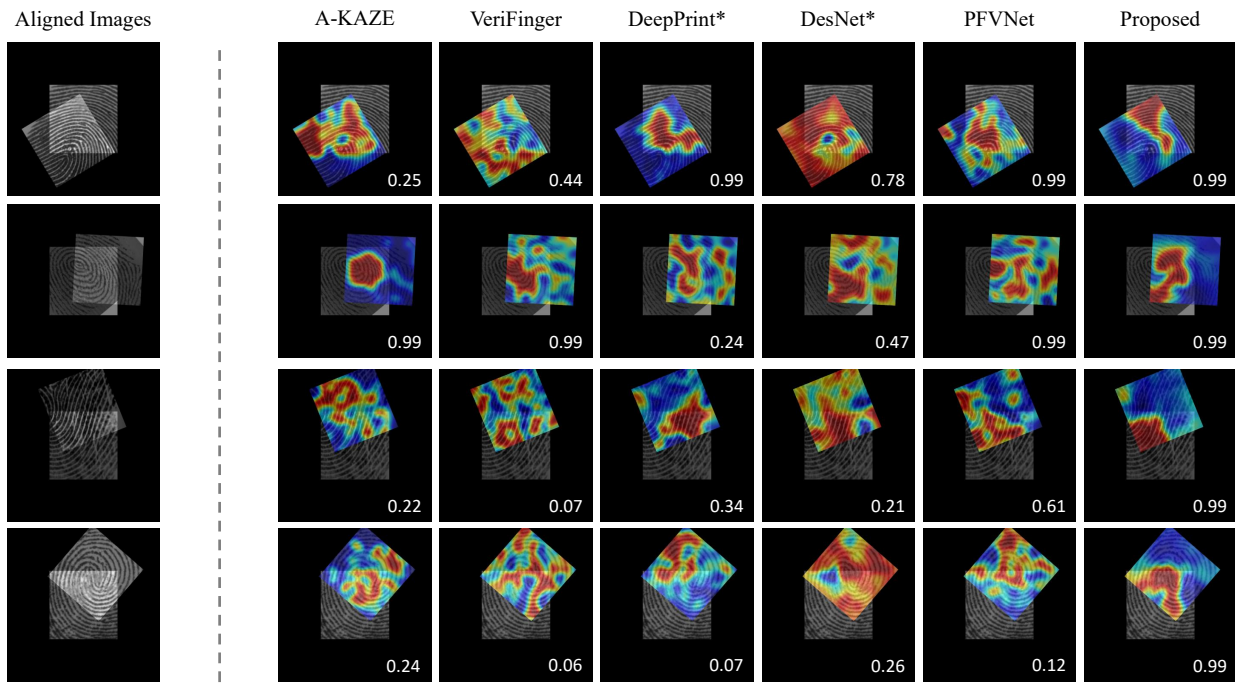 Aligned Images A-KAZE VeriFinger DeepPrint* DesNet* PFVNet Proposed
0.25 0.44 0.99 0.78 0.99 0.99
0.99 0.99 0.24 0.47 0.99 0.99
0.22 0.07 0.34 0.21 0.61 0.99
0.24 0.06 0.07 0.26 0.12 0.99